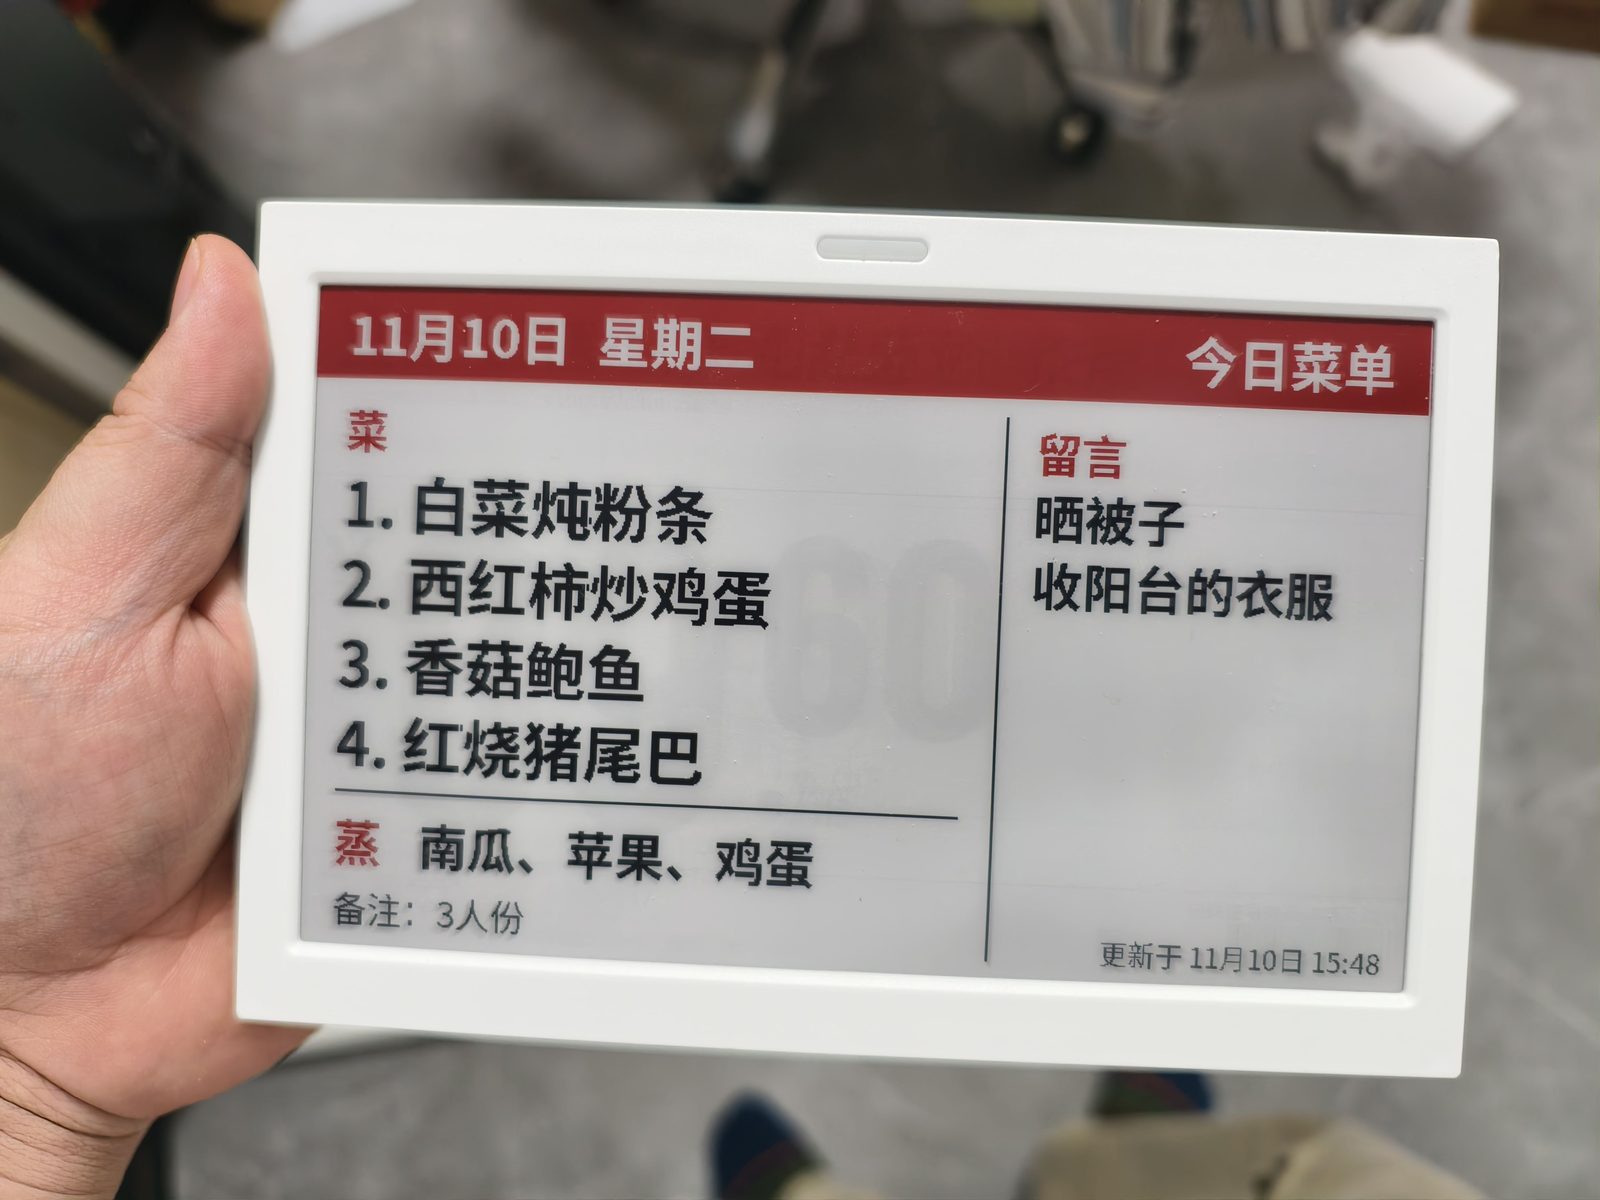 11月10日 星期二
今日菜单
菜
1. 白菜炖粉条
2. 西红柿炒鸡蛋
3. 香菇鲍鱼
4. 红烧猪尾巴
蒸 南瓜、苹果、鸡蛋
备注：3人份
留言
晒被子
收阳台的衣服
更新于 11月10日 15:48